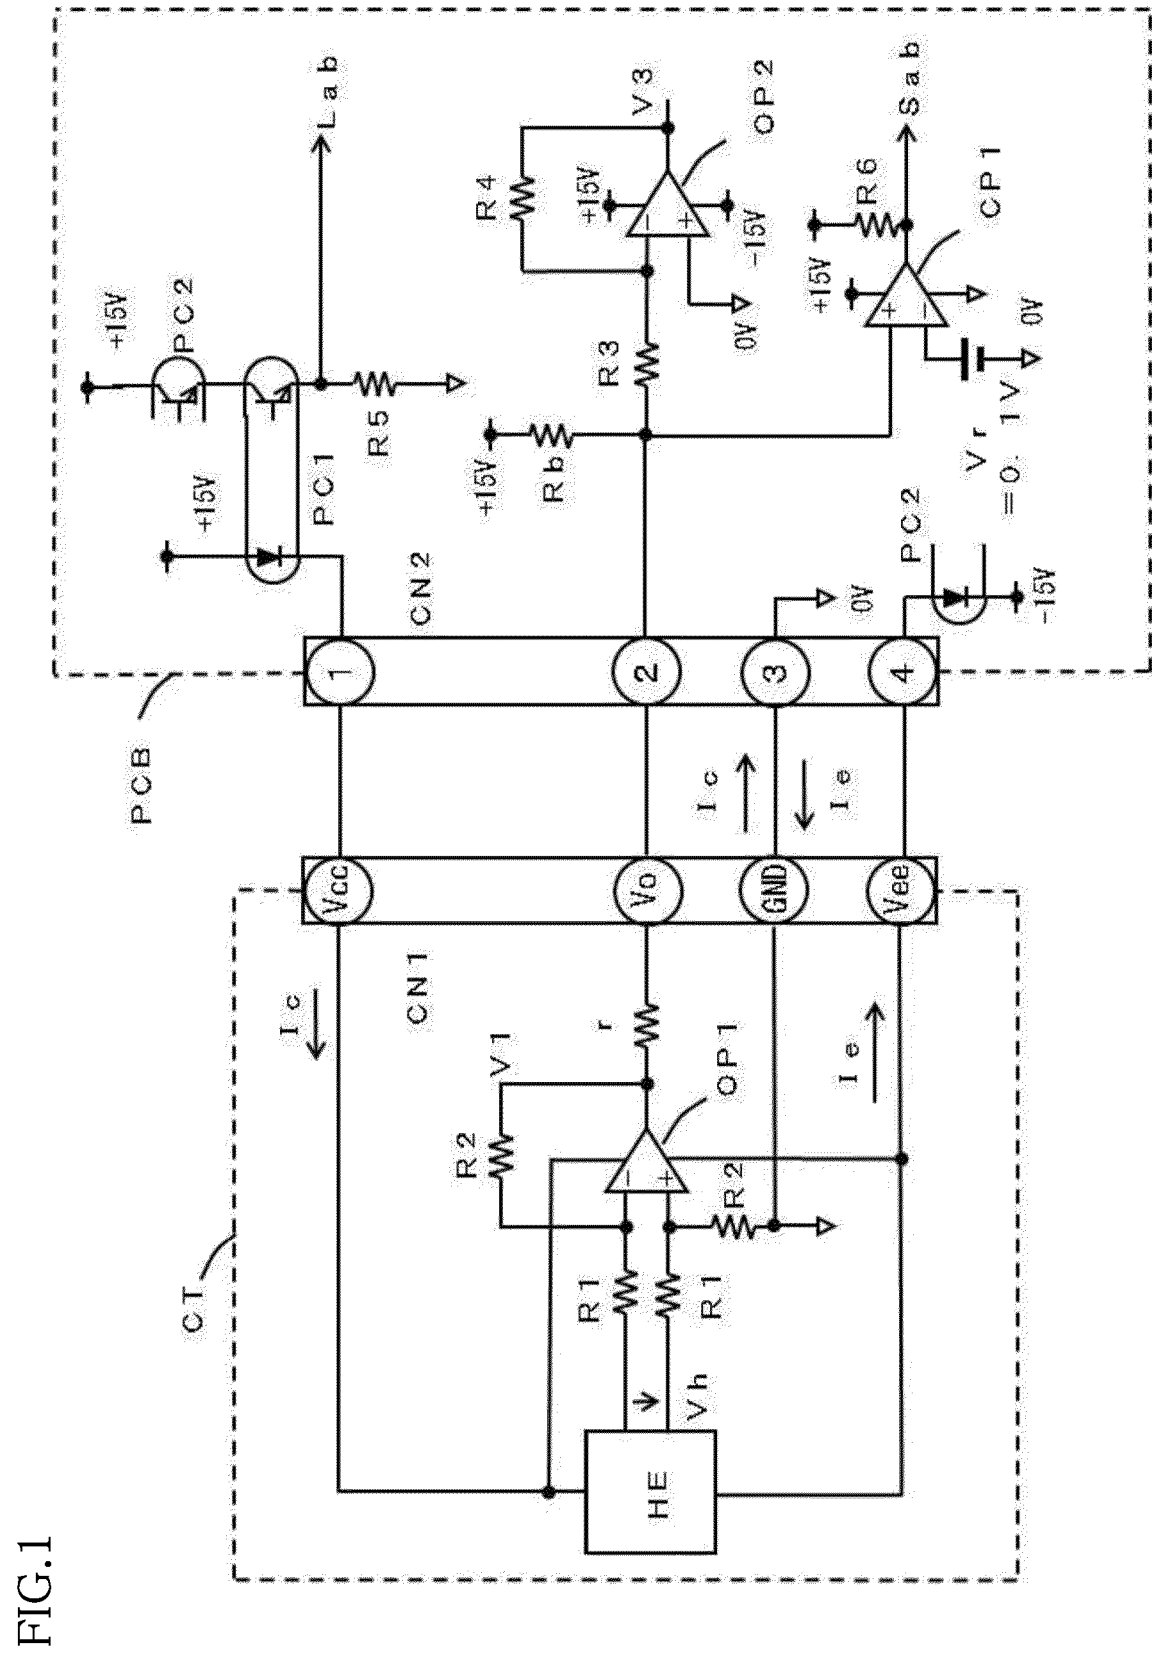 FIG.1
CT
PCB
HE
Vh
R1
R1
R2
R2
V1
OP1
r
Ic
Ie
CN1
Vcc
Vo
GND
Vee
Ic
Ie
1
2
3
4
CN2
+15V
PC1
+15V
PC2
R5
Lab
+15V
Rb
R3
R4
+15V
-15V
−
+
0V
V3
OP2
0V
PC2
-15V
Vr
=0.1V
0V
+15V
+
−
R6
CP1
Sab
−
+